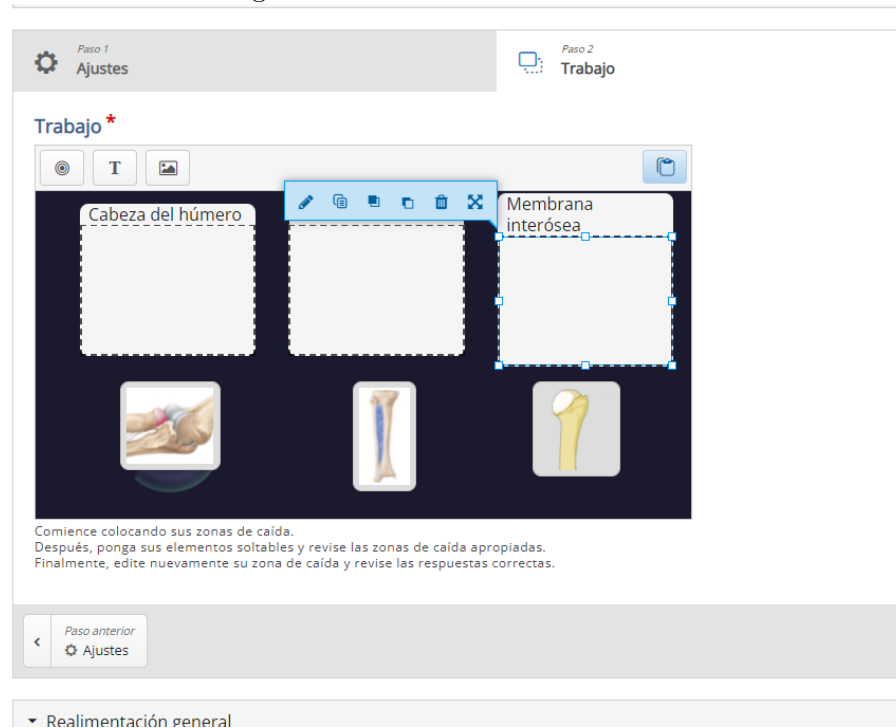 Paso 1
Ajustes
Paso 2
Trabajo
Trabajo *
T
Cabeza del húmero
Membrana
interósea
Comience colocando sus zonas de caída.
Después, ponga sus elementos soltables y revise las zonas de caída apropiadas.
Finalmente, edite nuevamente su zona de caída y revise las respuestas correctas.
Paso anterior
Ajustes
Realimentación general